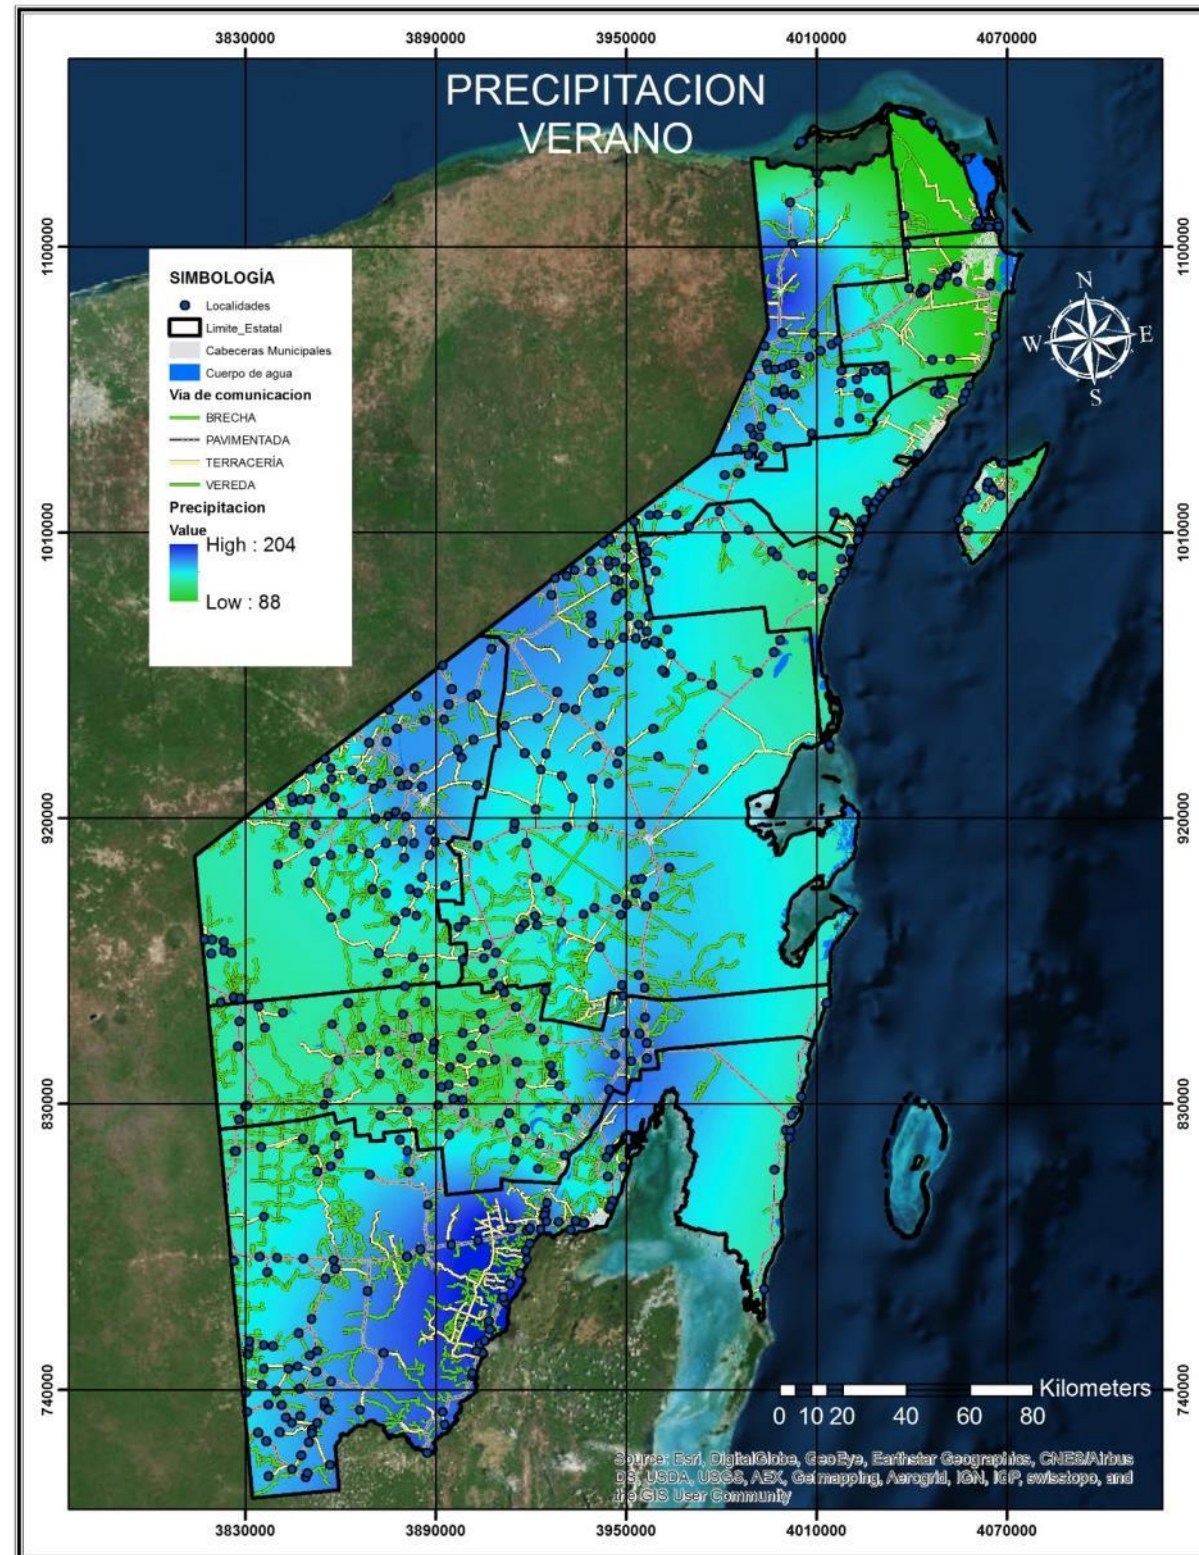 3830000 3890000 3950000 4010000 4070000
PRECIPITACION
VERANO
1100000
1100000
SIMBOLOGÍA
Localidades
Limite_Estatal
Cabeceras Municipales
Cuerpo de agua
Via de comunicacion
BRECHA
PAVIMENTADA
TERRACERÍA
VEREDA
Precipitacion
Value
High : 204
Low : 88
N
W E
S
1010000
1010000
920000
920000
830000
830000
740000
740000
Kilometers
0 10 20 40 60 80
Source: Esri, DigitalGlobe, GeoEye, Earthstar Geographics, CNES/Airbus
DS, USDA, USGS, AEX, Getmapping, Aerogrid, IGN, IGP, swisstopo, and
the GIS User Community
3830000 3890000 3950000 4010000 4070000